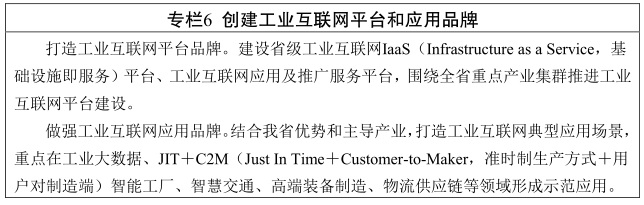 专栏6 创建工业互联网平台和应用品牌
打造工业互联网平台品牌。建设省级工业互联网IaaS（Infrastructure as a Service，基
础设施即服务）平台、工业互联网应用及推广服务平台，围绕全省重点产业集群推进工业
互联网平台建设。
做强工业互联网应用品牌。结合我省优势和主导产业，打造工业互联网典型应用场景，
重点在工业大数据、JIT＋C2M（Just In Time＋Customer-to-Maker，准时制生产方式＋用
户对制造端）智能工厂、智慧交通、高端装备制造、物流供应链等领域形成示范应用。